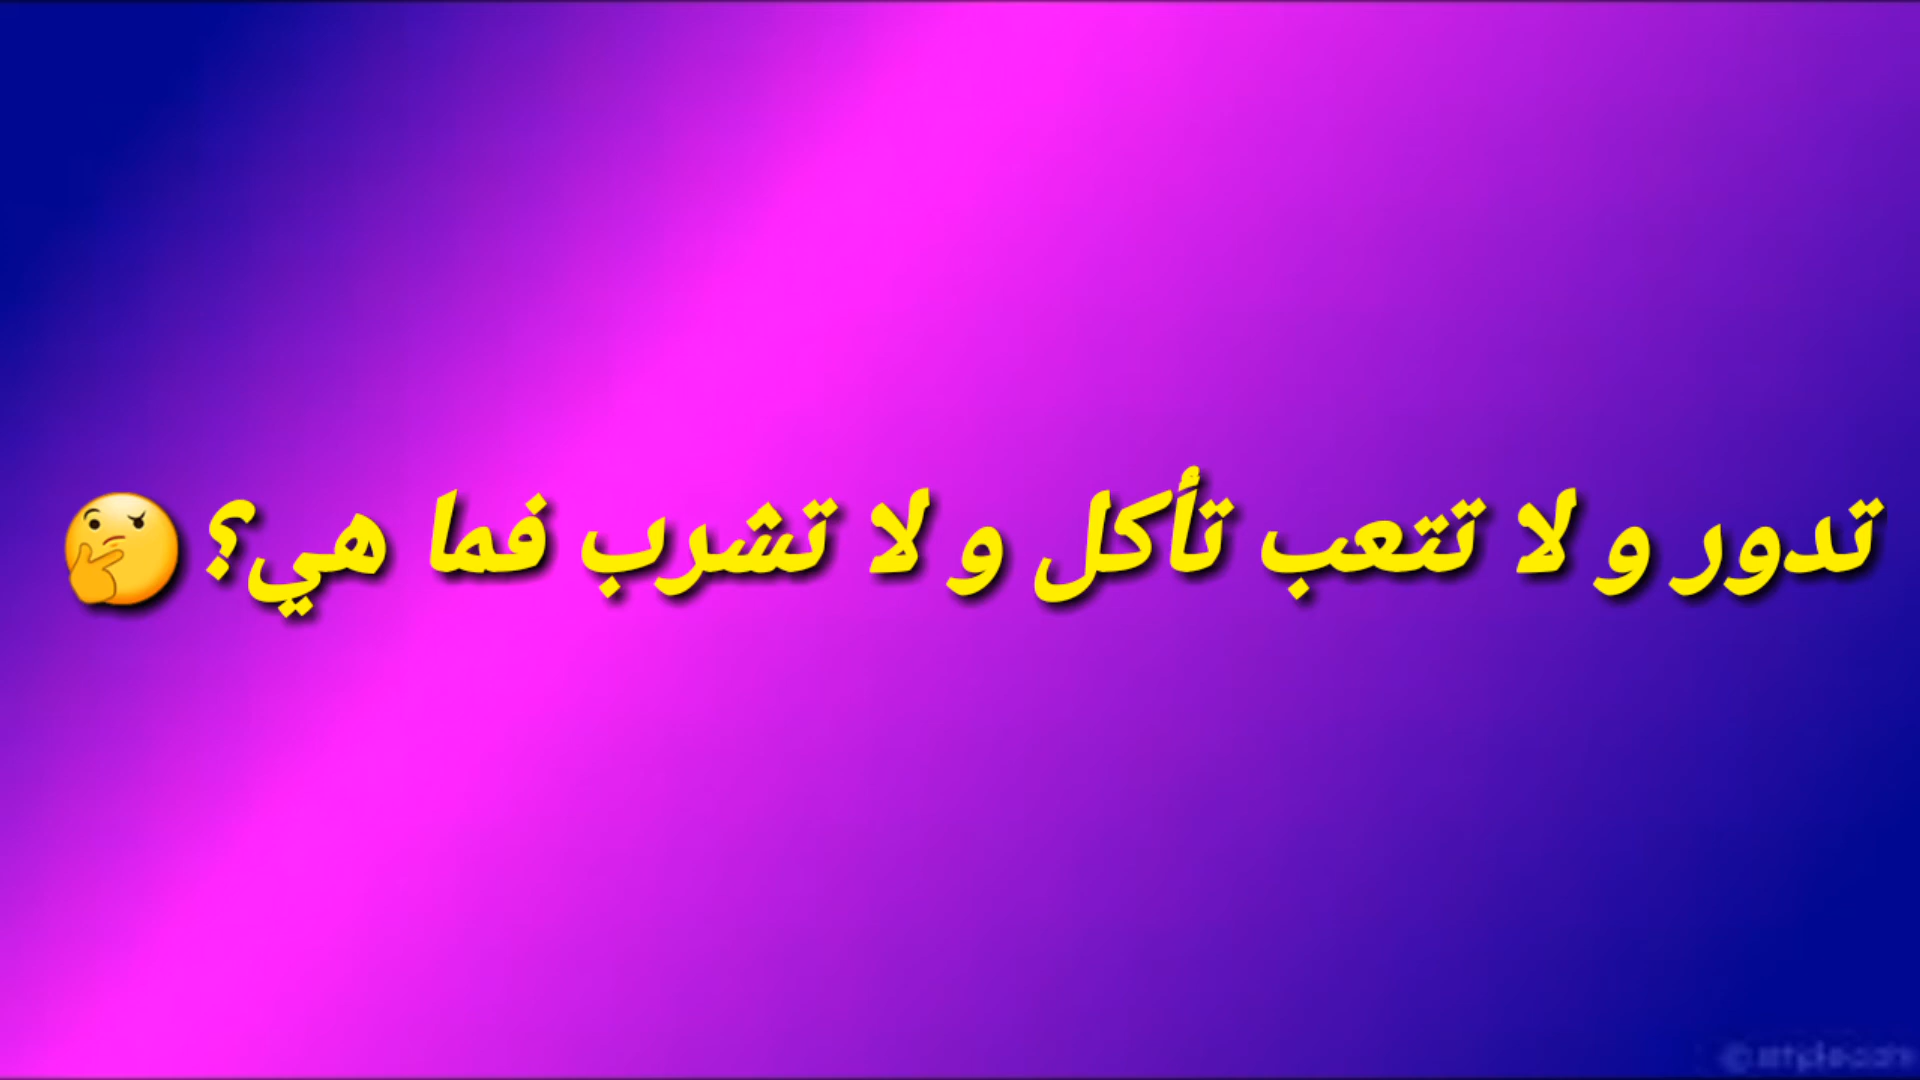 تدور و لا تتعب تأكل و لا تشرب فما هي؟ 🤔